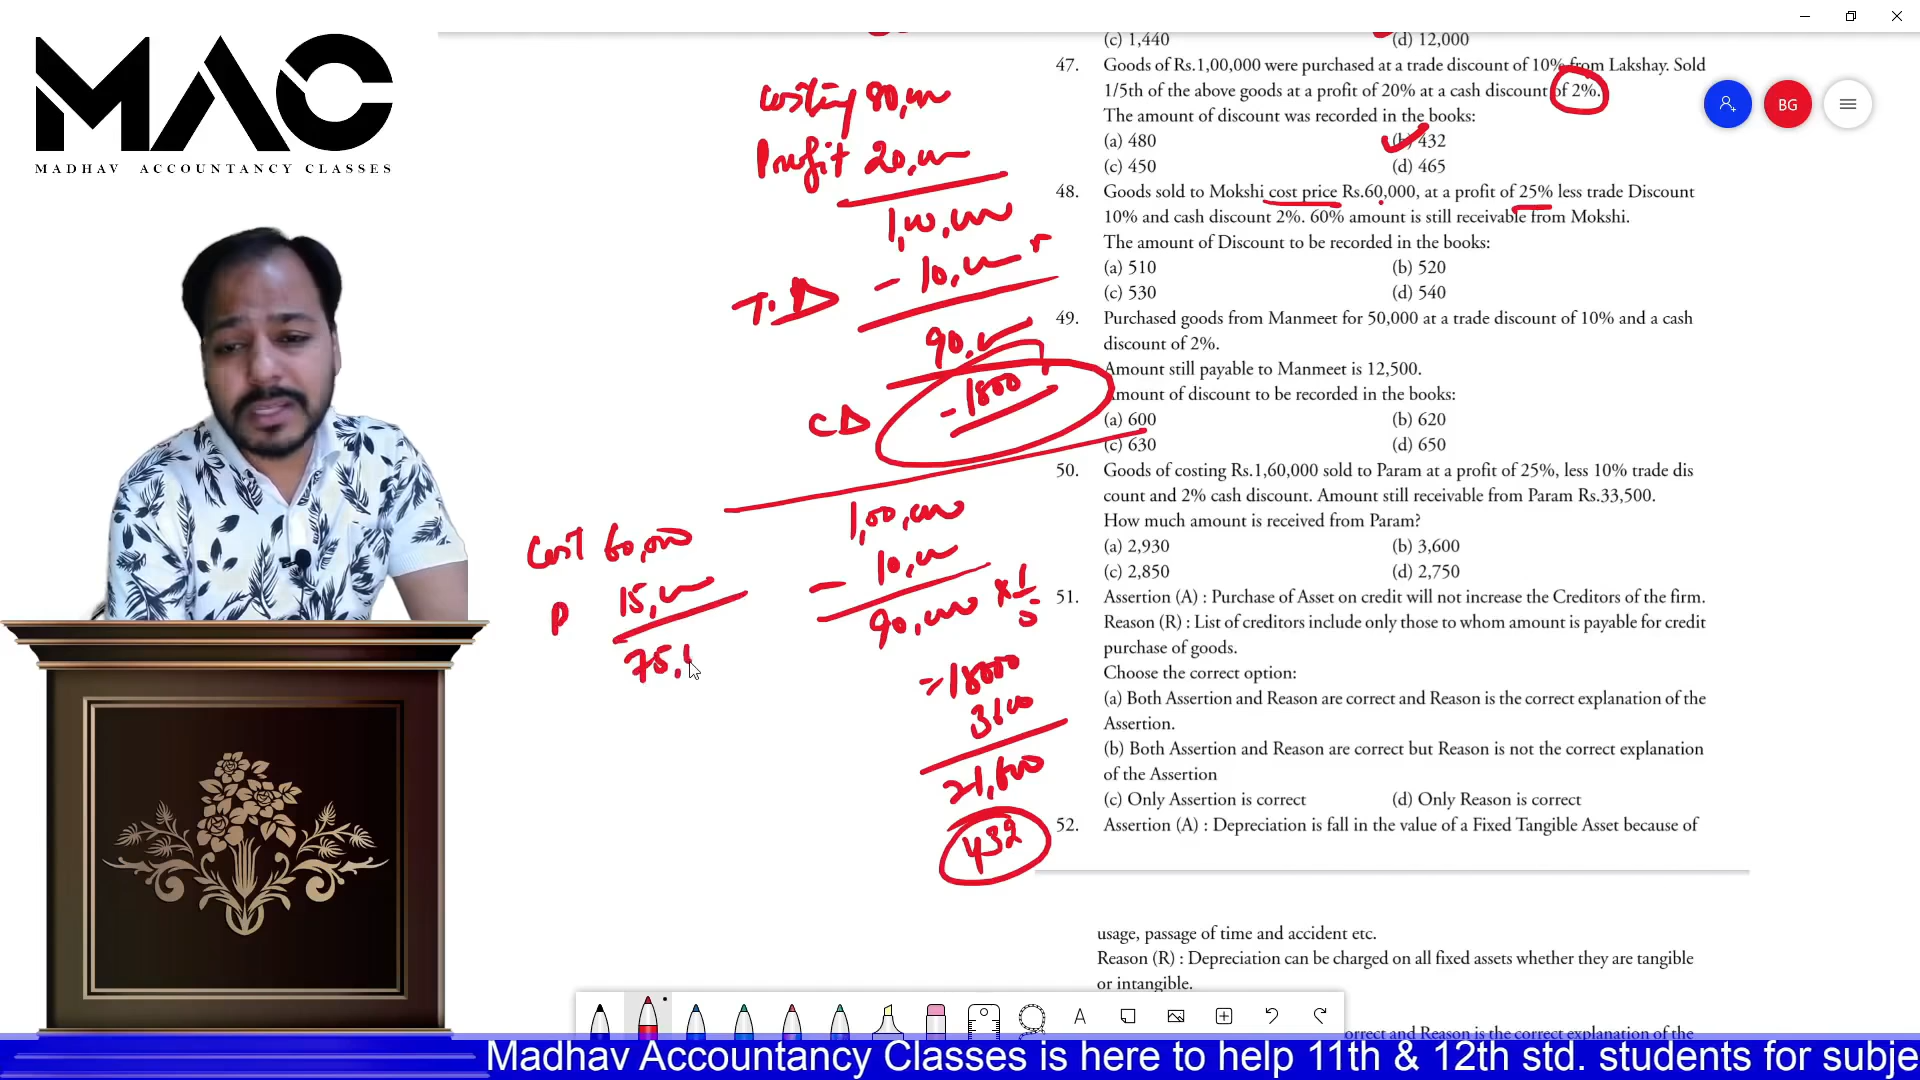 MAC
MADHAV ACCOUNTANCY CLASSES
(c) 1,440 (d) 12,000
47. Goods of Rs.1,00,000 were purchased at a trade discount of 10% from Lakshay. Sold
1/5th of the above goods at a profit of 20% at a cash discount of 2%.
The amount of discount was recorded in the books:
(a) 480 (b) 432
(c) 450 (d) 465
48. Goods sold to Mokshi cost price Rs.60,000, at a profit of 25% less trade Discount
10% and cash discount 2%. 60% amount is still receivable from Mokshi.
The amount of Discount to be recorded in the books:
(a) 510 (b) 520
(c) 530 (d) 540
49. Purchased goods from Manmeet for 50,000 at a trade discount of 10% and a cash
discount of 2%.
Amount still payable to Manmeet is 12,500.
Amount of discount to be recorded in the books:
(a) 600 (b) 620
(c) 630 (d) 650
50. Goods of costing Rs.1,60,000 sold to Param at a profit of 25%, less 10% trade dis
count and 2% cash discount. Amount still receivable from Param Rs.33,500.
How much amount is received from Param?
(a) 2,930 (b) 3,600
(c) 2,850 (d) 2,750
51. Assertion (A) : Purchase of Asset on credit will not increase the Creditors of the firm.
Reason (R) : List of creditors include only those to whom amount is payable for credit
purchase of goods.
Choose the correct option:
(a) Both Assertion and Reason are correct and Reason is the correct explanation of the
Assertion.
(b) Both Assertion and Reason are correct but Reason is not the correct explanation
of the Assertion
(c) Only Assertion is correct (d) Only Reason is correct
52. Assertion (A) : Depreciation is fall in the value of a Fixed Tangible Asset because of
usage, passage of time and accident etc.
Reason (R) : Depreciation can be charged on all fixed assets whether they are tangible
or intangible.
orrect and Reason is the correct explanation of the
BG
Costing 80,000
Profit 20,000
1,00,000
- 10,000
T.D
90,000
- 1800
CD
1,00,000
- 10,000
90,000 x 1/5
= 18000
3600
21,600
432
Cost 60,000
P 15,000
75,
A
Madhav Accountancy Classes is here to help 11th & 12th std. students for subje